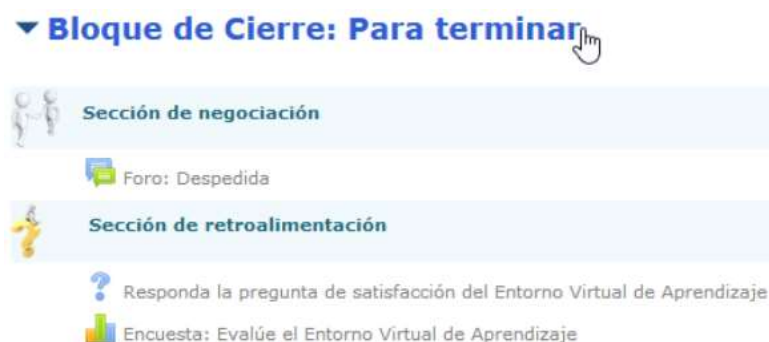 Bloque de Cierre: Para terminar
Sección de negociación
Foro: Despedida
Sección de retroalimentación
Responda la pregunta de satisfacción del Entorno Virtual de Aprendizaje
Encuesta: Evalúe el Entorno Virtual de Aprendizaje